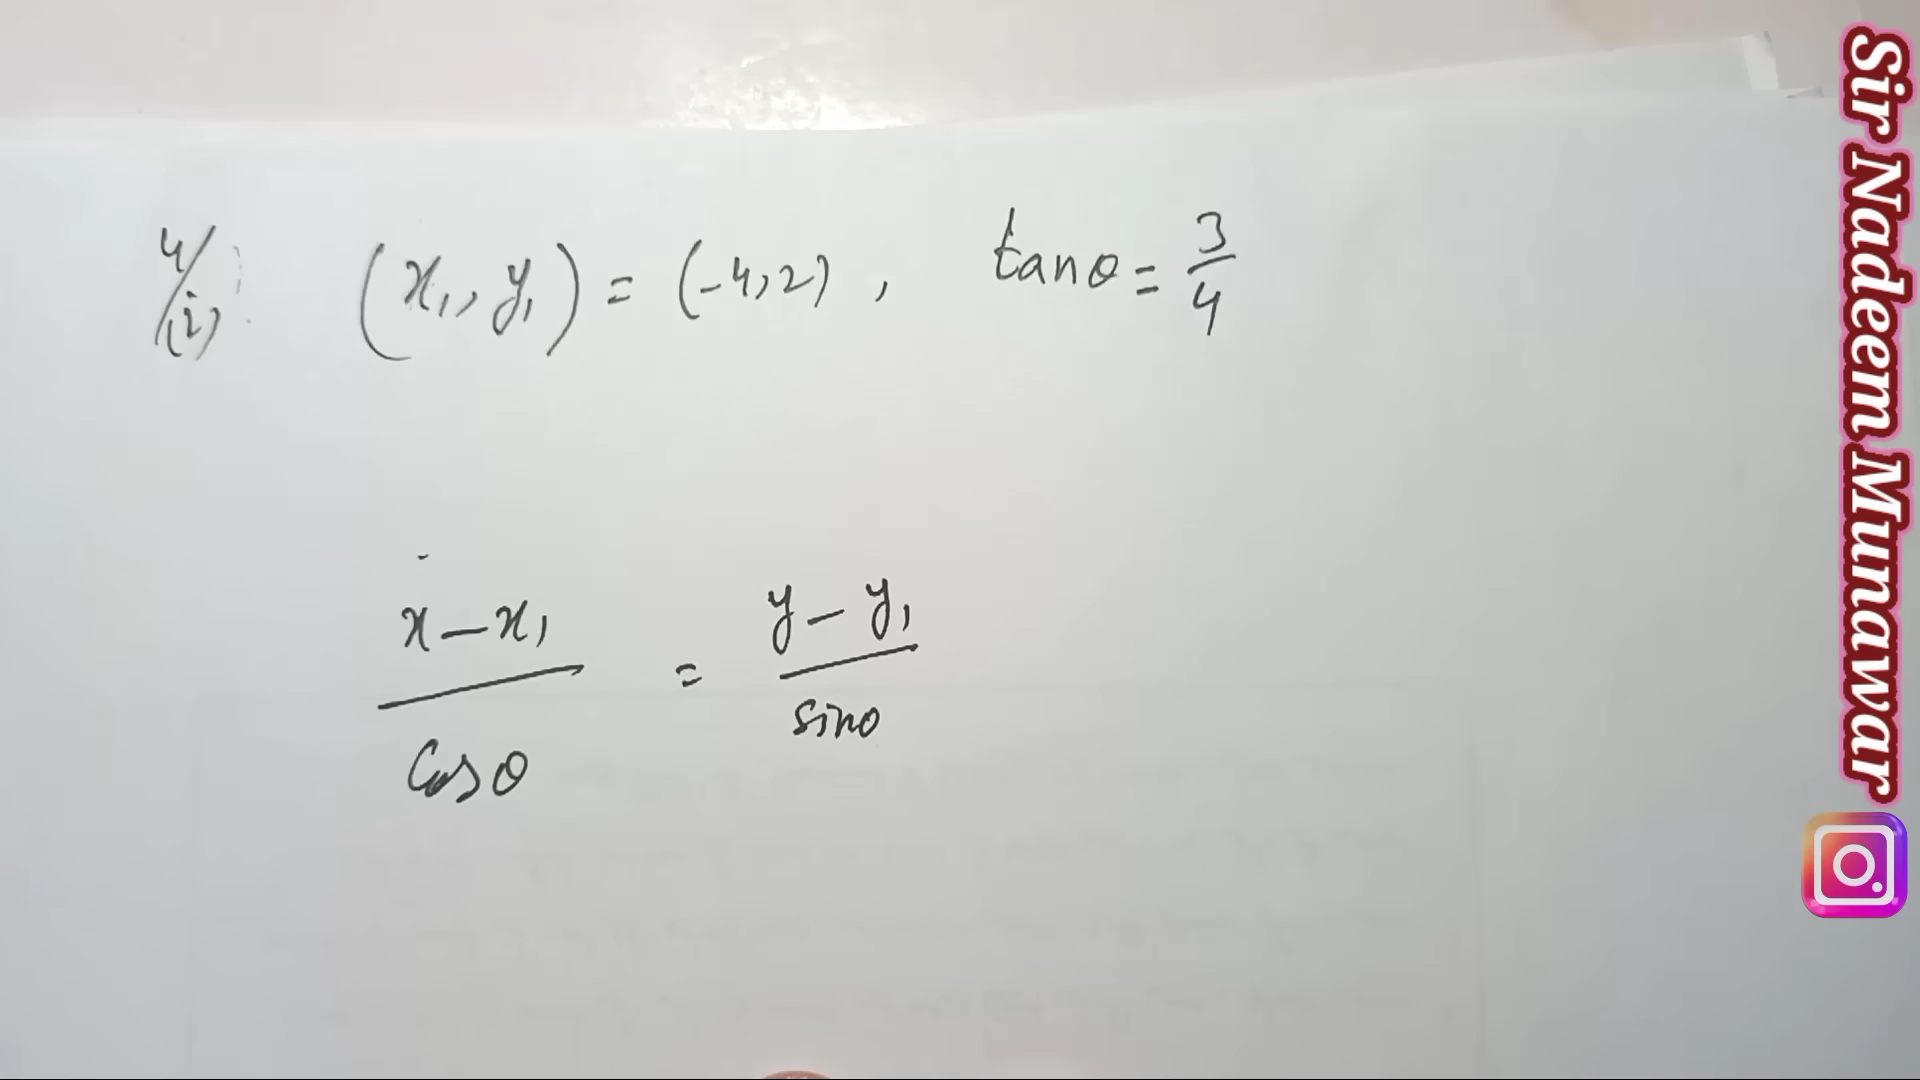 4/(i) (x₁, y₁) = (-4, 2), tanθ = 3/4
x - x₁ / Cosθ = y - y₁ / sinθ
Sir Nadeem Munawar